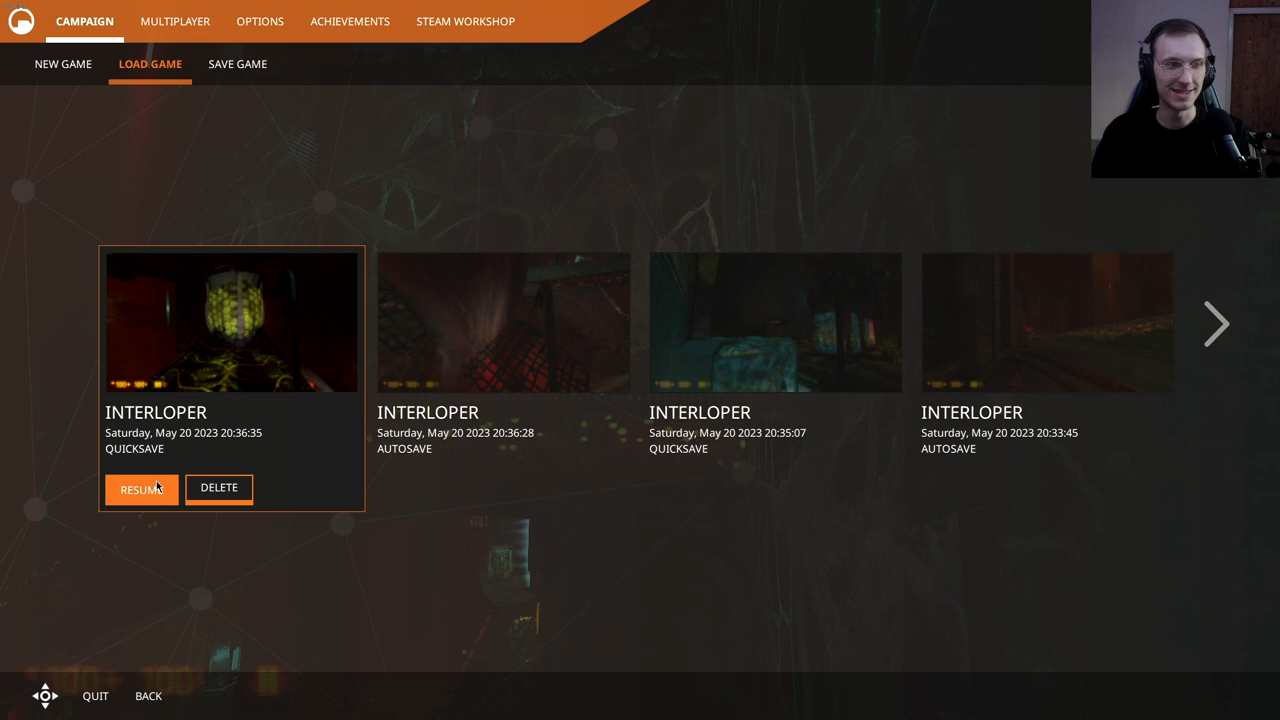 CAMPAIGN MULTIPLAYER OPTIONS ACHIEVEMENTS STEAM WORKSHOP
NEW GAME LOAD GAME SAVE GAME
INTERLOPER
Saturday, May 20 2023 20:36:35
QUICKSAVE
RESUME DELETE
INTERLOPER
Saturday, May 20 2023 20:36:28
AUTOSAVE
INTERLOPER
Saturday, May 20 2023 20:35:07
QUICKSAVE
INTERLOPER
Saturday, May 20 2023 20:33:45
AUTOSAVE
QUIT BACK